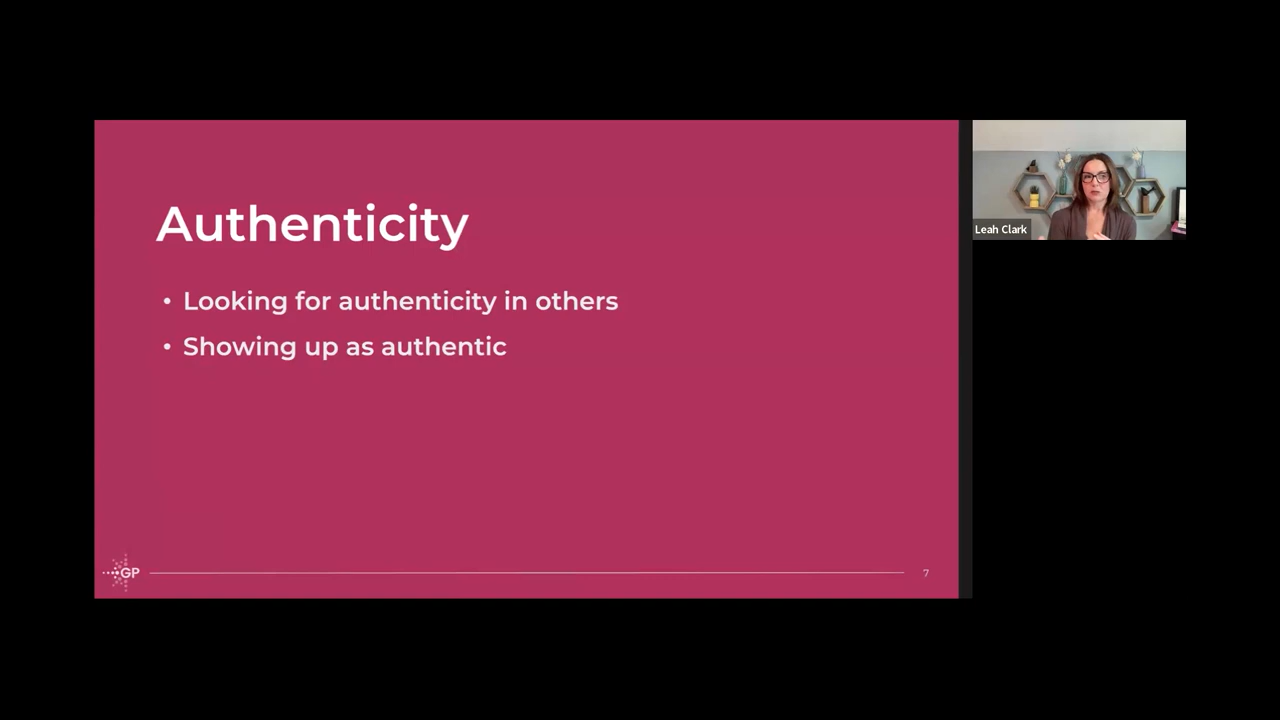 Authenticity
• Looking for authenticity in others
• Showing up as authentic
GP
7
Leah Clark